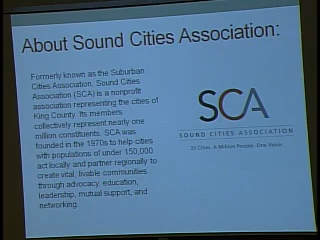 About Sound Cities Association:
Formerly known as the Suburban
Cities Association, Sound Cities
Association (SCA) is a nonprofit
association representing the cities of
King County. Its members
collectively represent nearly one
million constituents. SCA was
founded in the 1970s to help cities
with populations of under 150,000
act locally and partner regionally to
create vital, livable communities
through advocacy, education,
leadership, mutual support, and
networking.
SCA
SOUND CITIES ASSOCIATION
35 Cities. A Million People. One Voice.